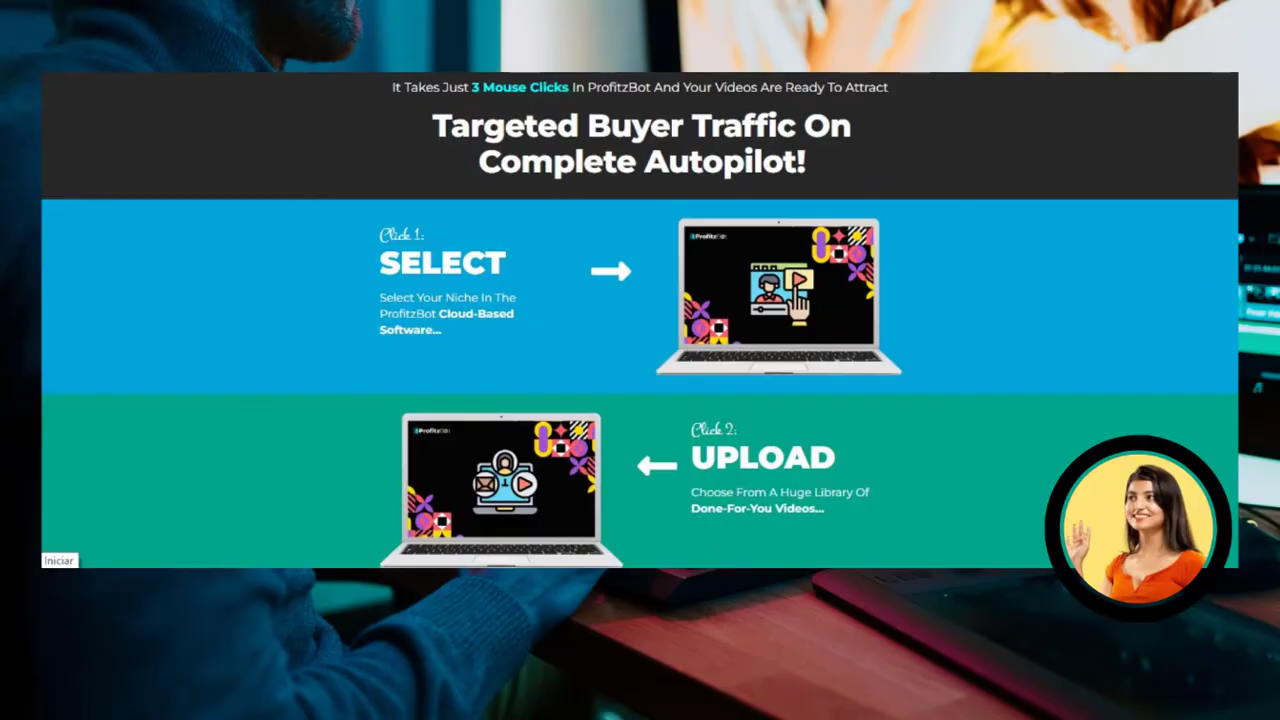 It Takes Just 3 Mouse Clicks In ProfitzBot And Your Videos Are Ready To Attract
Targeted Buyer Traffic On
Complete Autopilot!
Click 1:
SELECT
Select Your Niche In The
ProfitzBot Cloud-Based
Software...
ProfitzBot
Click 2:
UPLOAD
Choose From A Huge Library Of
Done-For-You Videos...
ProfitzBot
Iniciar